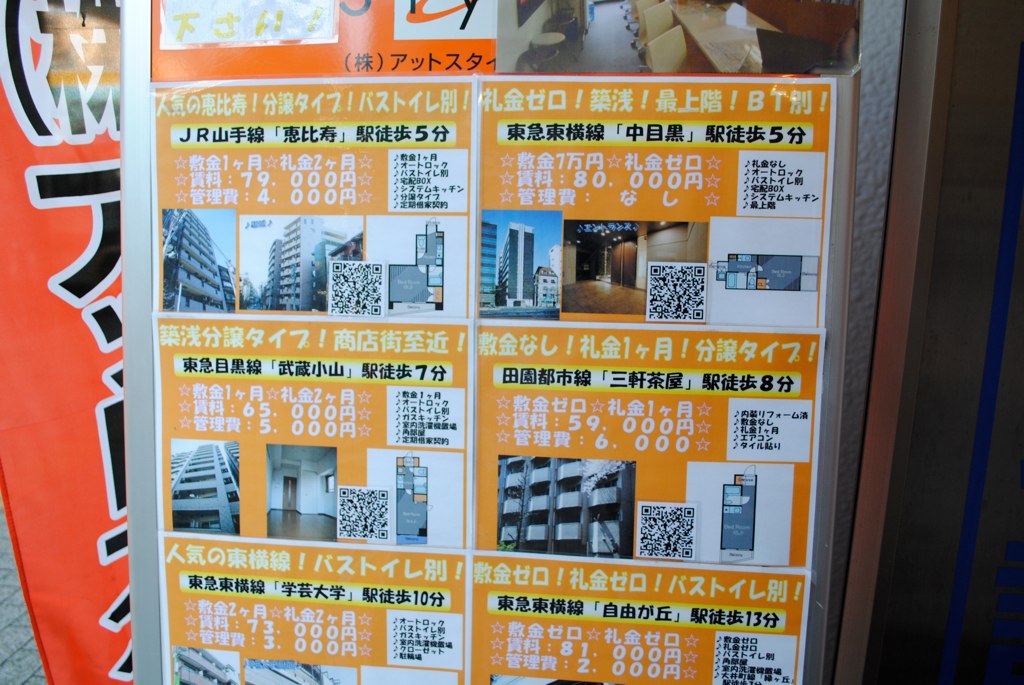 下さい!
(株)アットスタイ
人気の恵比寿!分譲タイプ!バストイレ別!
JR山手線「恵比寿」駅徒歩5分
☆敷金1ヶ月☆礼金2ヶ月☆
☆賃料:79,000円☆
☆管理費:4,000円☆
♪敷金1ヶ月
♪オートロック
♪バストイレ別
♪宅配BOX
♪システムキッチン
♪分譲タイプ
♪定期借家契約
礼金ゼロ!築浅!最上階!BT別!
東急東横線「中目黒」駅徒歩5分
☆敷金7万円☆礼金ゼロ☆
☆賃料:80,000円☆
☆管理費: なし☆
♪礼金なし
♪オートロック
♪バストイレ別
♪宅配BOX
♪システムキッチン
♪最上階
♪エントランス♪
築浅分譲タイプ!商店街至近!
東急目黒線「武蔵小山」駅徒歩7分
☆敷金1ヶ月☆礼金2ヶ月☆
☆賃料:65,000円☆
☆管理費:5,000円☆
♪敷金1ヶ月
♪オートロック
♪バストイレ別
♪ガスキッチン
♪室内洗濯機置場
♪角部屋
♪定期借家契約
敷金なし!礼金1ヶ月!分譲タイプ!
田園都市線「三軒茶屋」駅徒歩8分
☆敷金ゼロ☆礼金1ヶ月☆
☆賃料:59,000円☆
☆管理費:6,000☆
♪内装リフォーム済
♪敷金なし
♪礼金1ヶ月
♪エアコン
♪タイル貼り
人気の東横線!バストイレ別!
東急東横線「学芸大学」駅徒歩10分
☆敷金2ヶ月☆礼金2ヶ月☆
☆賃料:73,000円☆
☆管理費:3,000円☆
♪オートロック
♪バストイレ別
♪ガスキッチン
♪室内洗濯機置場
♪クローゼット
♪駐輪場
敷金ゼロ!礼金ゼロ!バストイレ別!
東急東横線「自由が丘」駅徒歩13分
☆敷金ゼロ☆礼金ゼロ☆
☆賃料:81,000円☆
☆管理費:2,000円☆
♪敷金ゼロ
♪礼金ゼロ
♪バストイレ別
♪角部屋
♪室内洗濯機置場
♪大井町線「緑ヶ丘」